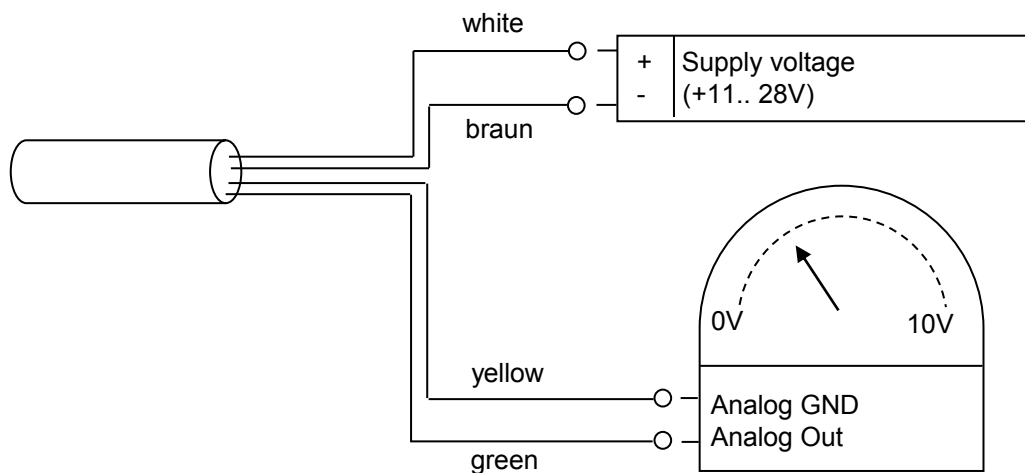 white
+ Supply voltage
- (+11.. 28V)
braun
0V 10V
yellow
Analog GND
Analog Out
green